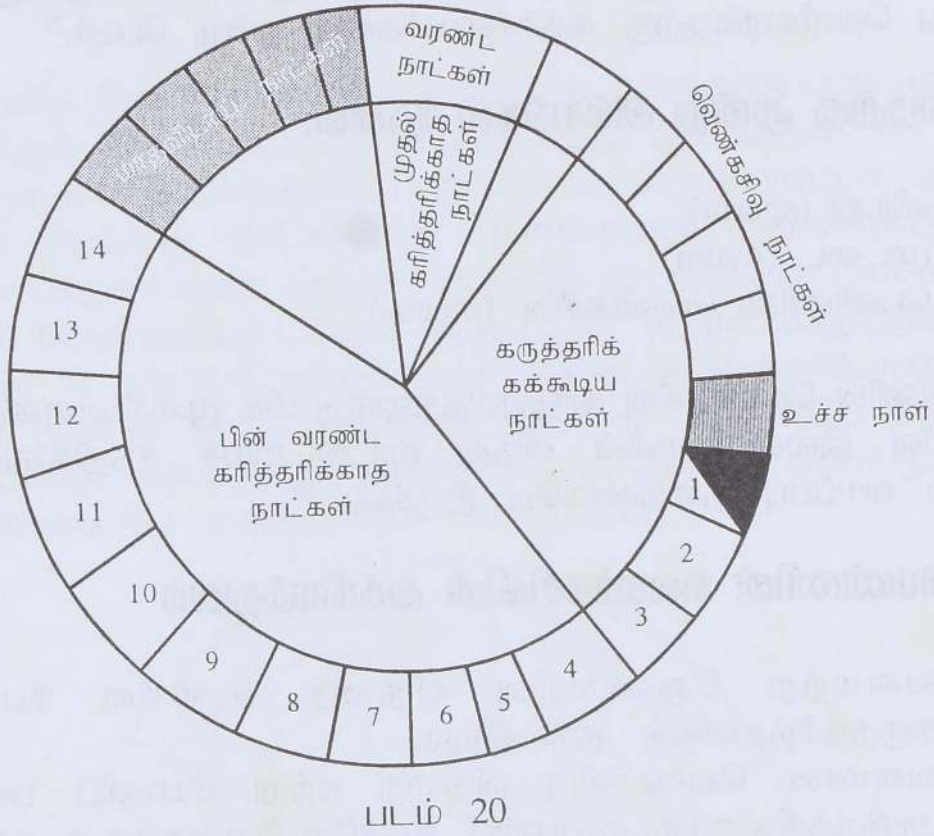 வரண்ட
நாட்கள்
முதல்
கரித்தரிக்காத
நாட்கள்
வெண்கசிவு நாட்கள்
கருத்தரிக்
கக்கூடிய
நாட்கள்
உச்ச நாள்
பின் வரண்ட
கரித்தரிக்காத
நாட்கள்
1
2
3
4
5
6
7
8
9
10
11
12
13
14
படம் 20